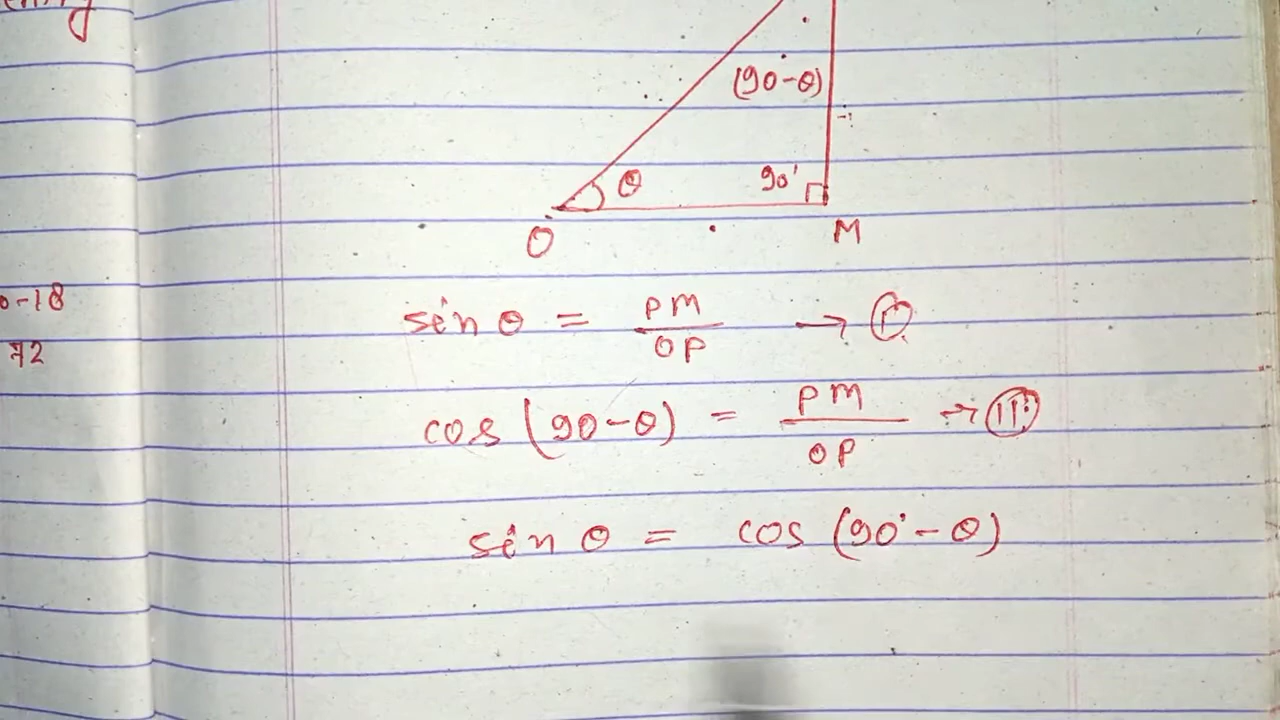 (90-θ)
θ
90°
O
M
0-18
72
sin θ = PM/OP → (I)
cos (90-θ) = PM/OP → (II)
sin θ = cos (90°-θ)